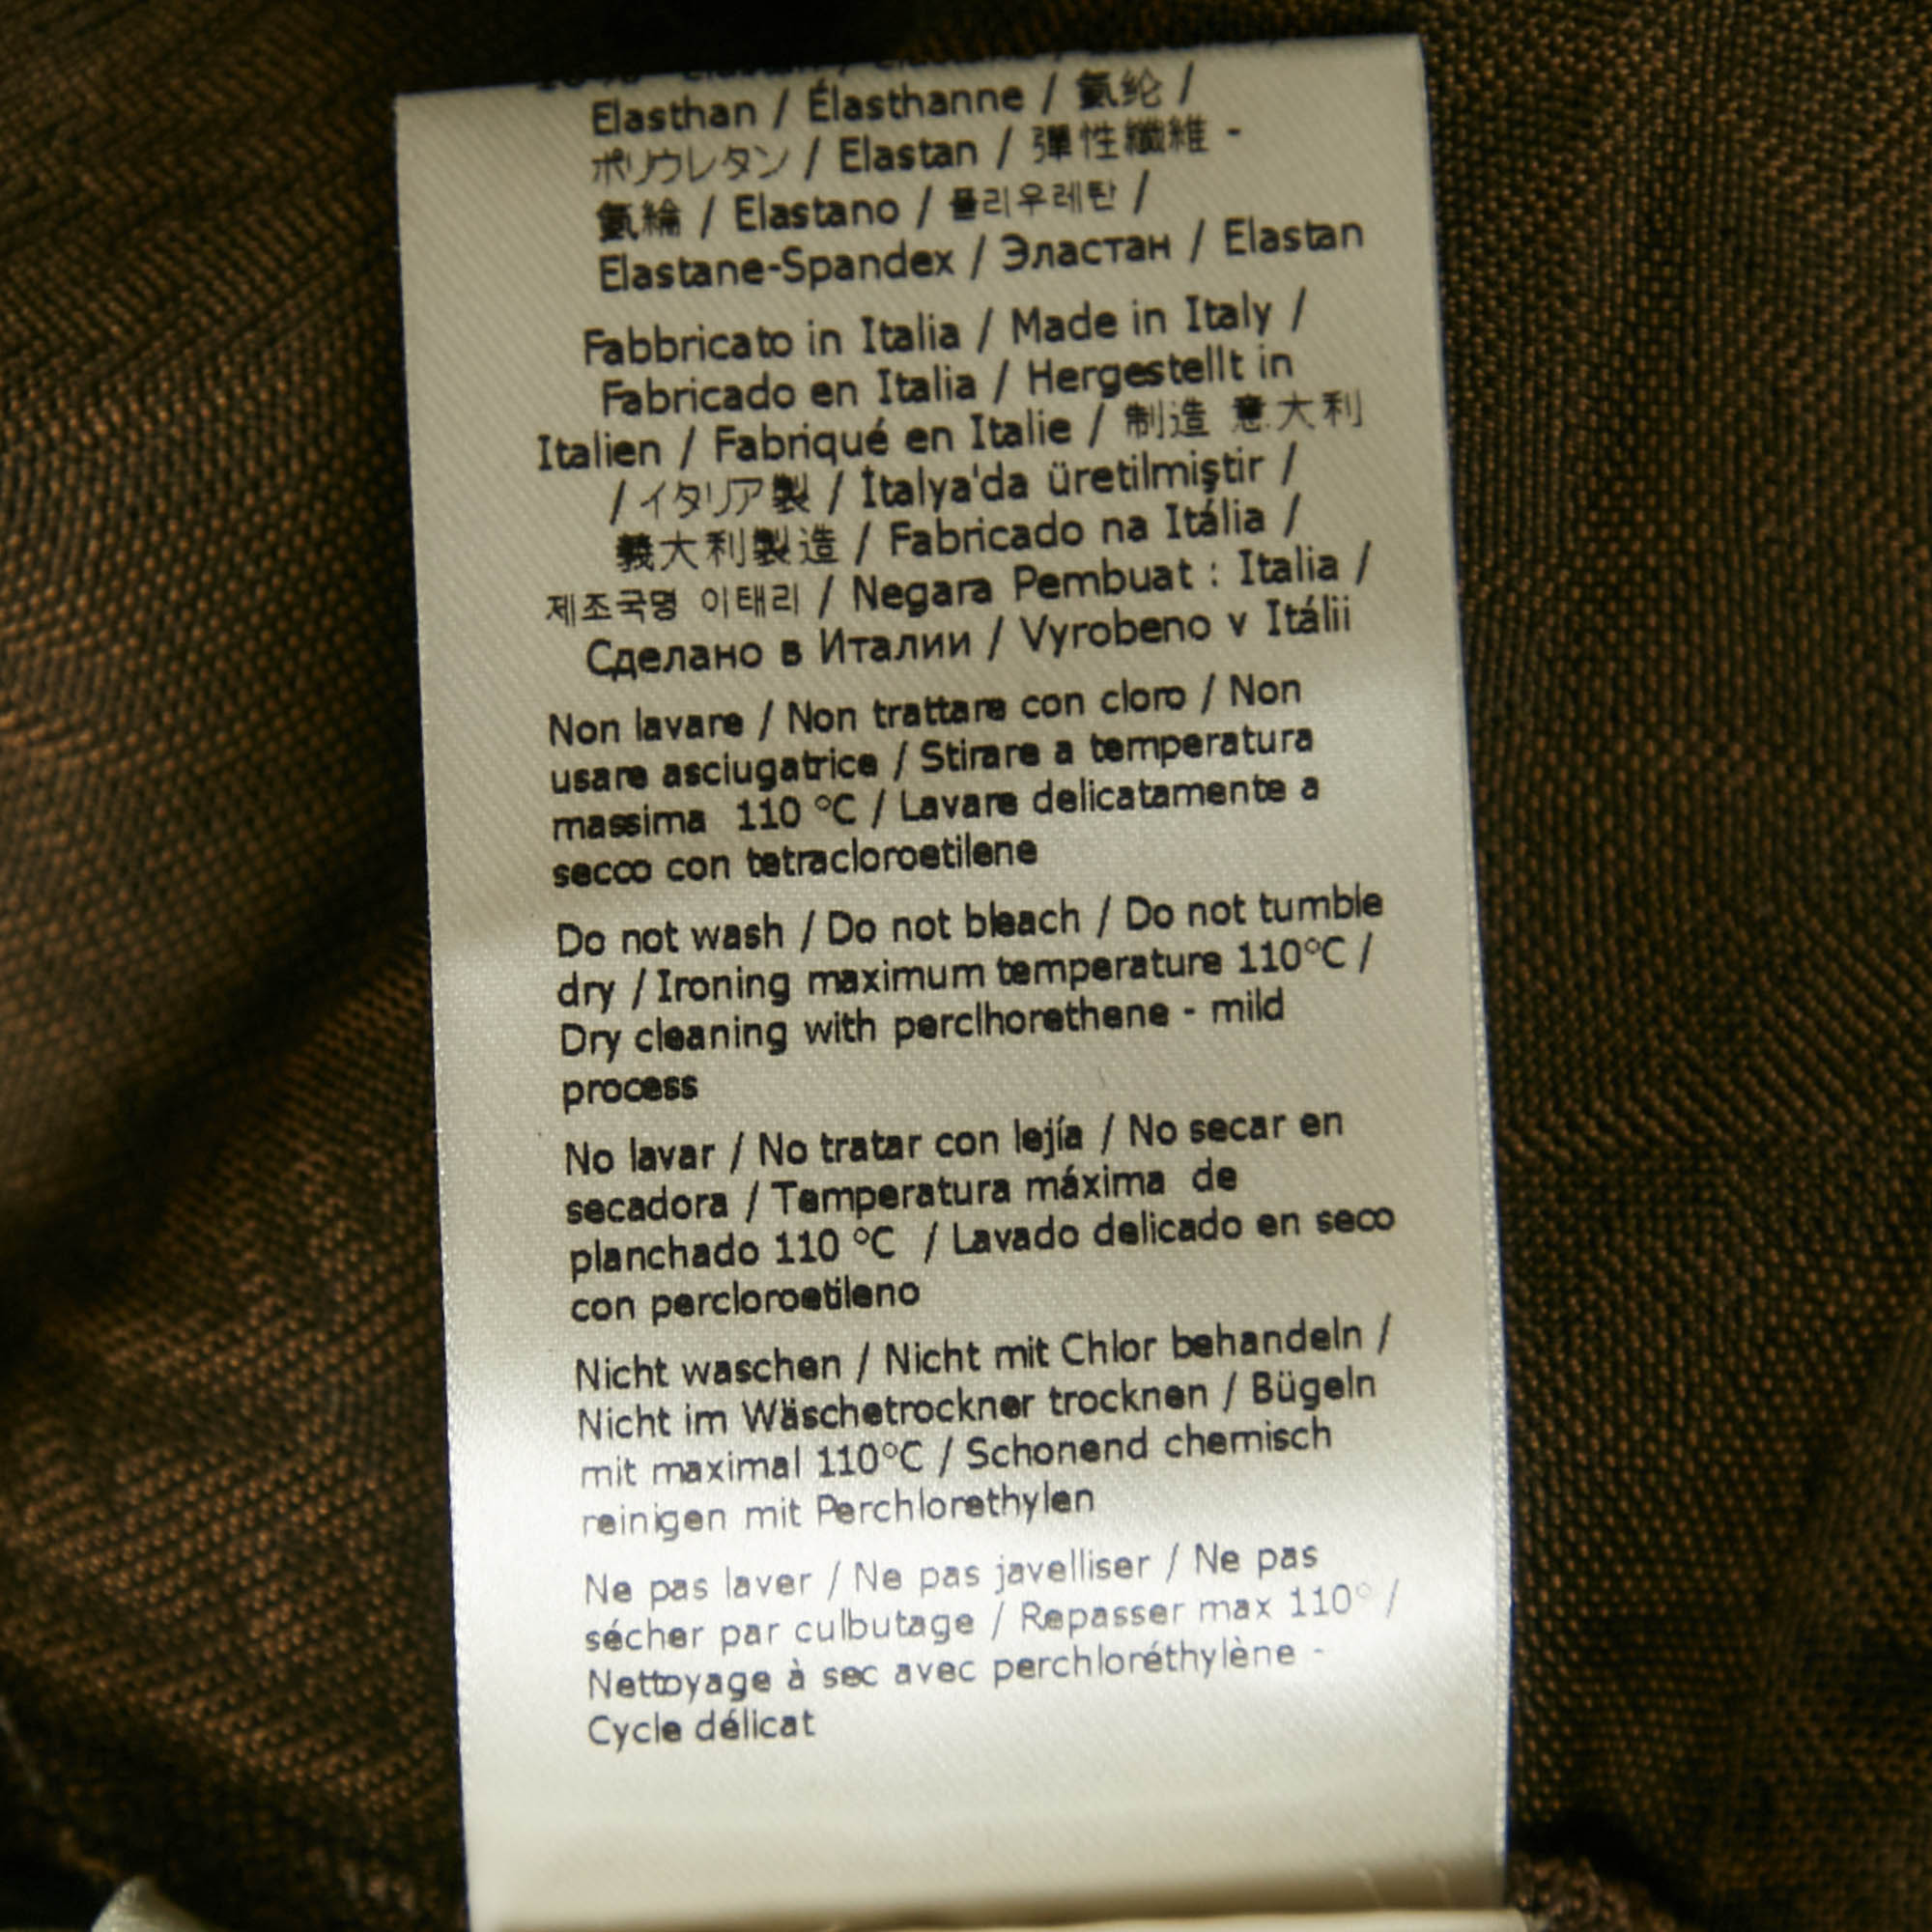 Elasthan / Élasthanne / 氨纶 /
ポリウレタン / Elastan / 彈性纖維 -
氨綸 / Elastano / 폴리우레탄 /
Elastane-Spandex / Эластан / Elastan
Fabbricato in Italia / Made in Italy /
Fabricado en Italia / Hergestellt in
Italien / Fabriqué en Italie / 制造 意大利
/ イタリア製 / İtalya'da üretilmiştir /
義大利製造 / Fabricado na Itália /
제조국명 이태리 / Negara Pembuat : Italia /
Сделано в Италии / Vyrobeno v Itálii
Non lavare / Non trattare con cloro / Non
usare asciugatrice / Stirare a temperatura
massima 110 °C / Lavare delicatamente a
secco con tetracloroetilene
Do not wash / Do not bleach / Do not tumble
dry / Ironing maximum temperature 110°C /
Dry cleaning with perclhorethene - mild
process
No lavar / No tratar con lejía / No secar en
secadora / Temperatura máxima de
planchado 110 °C / Lavado delicado en seco
con percloroetileno
Nicht waschen / Nicht mit Chlor behandeln /
Nicht im Wäschetrockner trocknen / Bügeln
mit maximal 110°C / Schonend chemisch
reinigen mit Perchlorethylen
Ne pas laver / Ne pas javelliser / Ne pas
sécher par culbutage / Repasser max 110° /
Nettoyage à sec avec perchloréthylène -
Cycle délicat